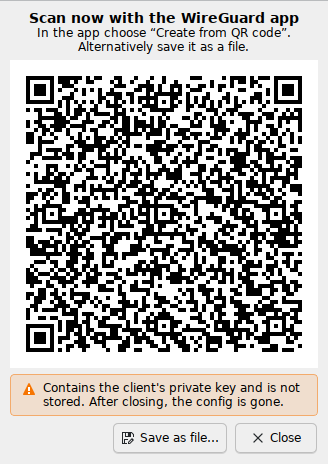 Scan now with the WireGuard app
In the app choose “Create from QR code”.
Alternatively save it as a file.
Contains the client's private key and is not
stored. After closing, the config is gone.
Save as file...
Close